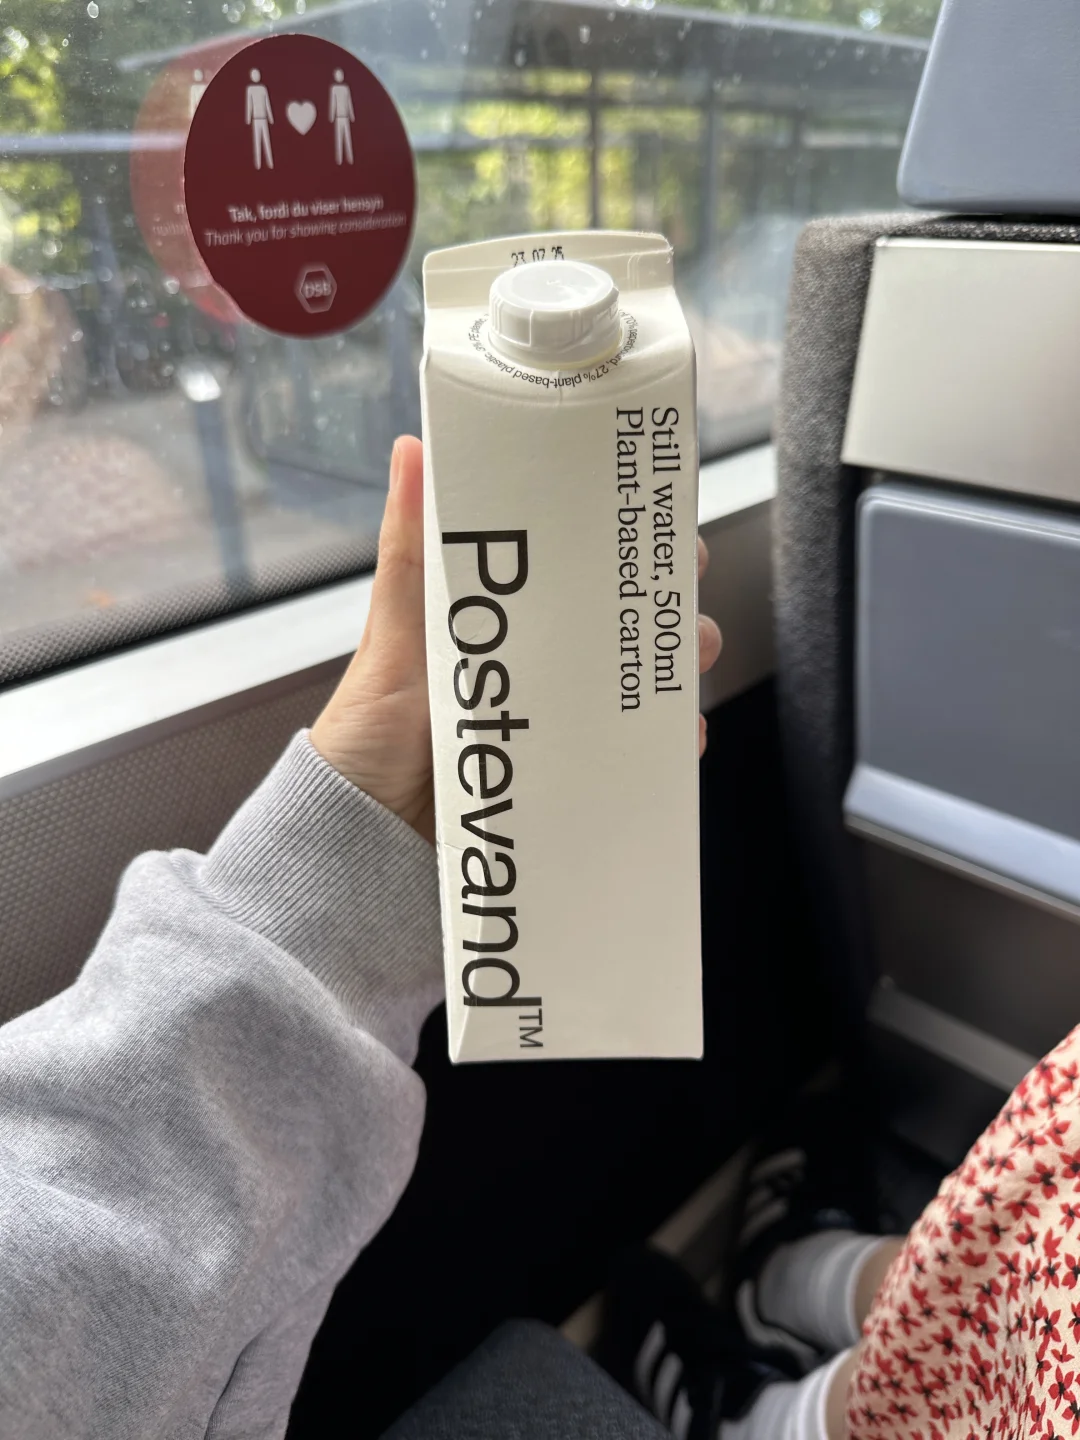 Tak, fordi du viser hensyn
Thank you for showing consideration
DSB
23 07 25
27% plant-based plastic
Still water, 500ml
Plant-based carton
Postevand™